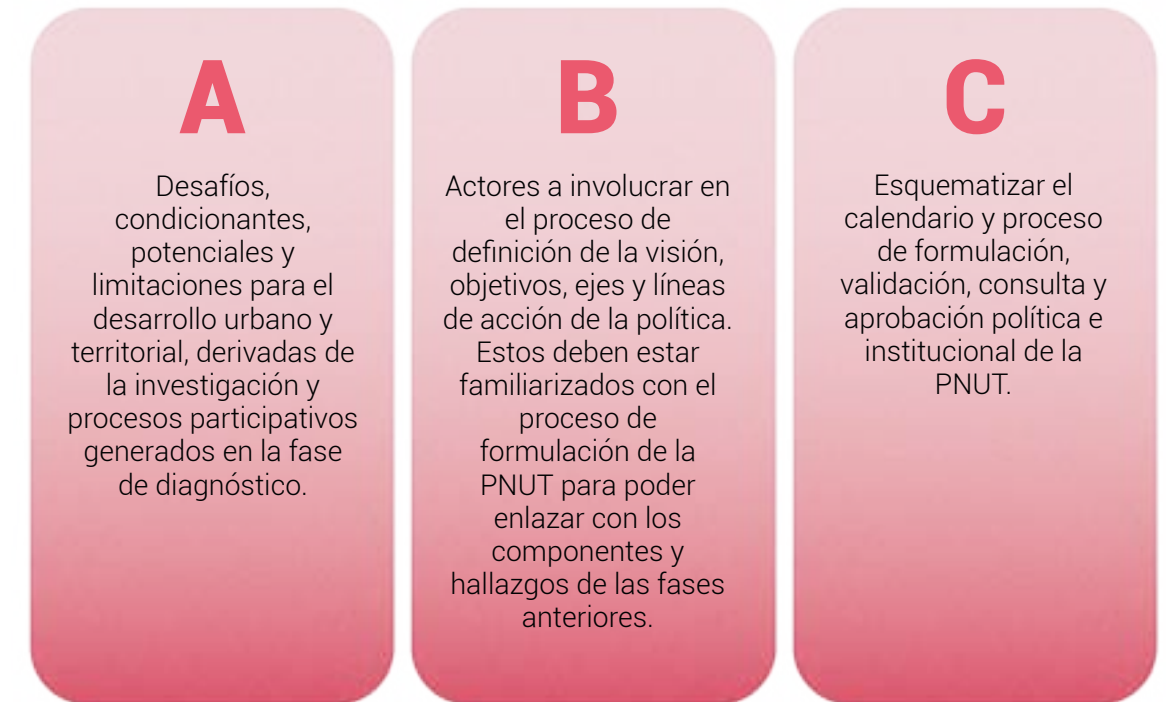 A
Desafíos,
condicionantes,
potenciales y
limitaciones para el
desarrollo urbano y
territorial, derivadas de
la investigación y
procesos participativos
generados en la fase
de diagnóstico.
B
Actores a involucrar en
el proceso de
definición de la visión,
objetivos, ejes y líneas
de acción de la política.
Estos deben estar
familiarizados con el
proceso de
formulación de la
PNUT para poder
enlazar con los
componentes y
hallazgos de las fases
anteriores.
C
Esquematizar el
calendario y proceso
de formulación,
validación, consulta y
aprobación política e
institucional de la
PNUT.